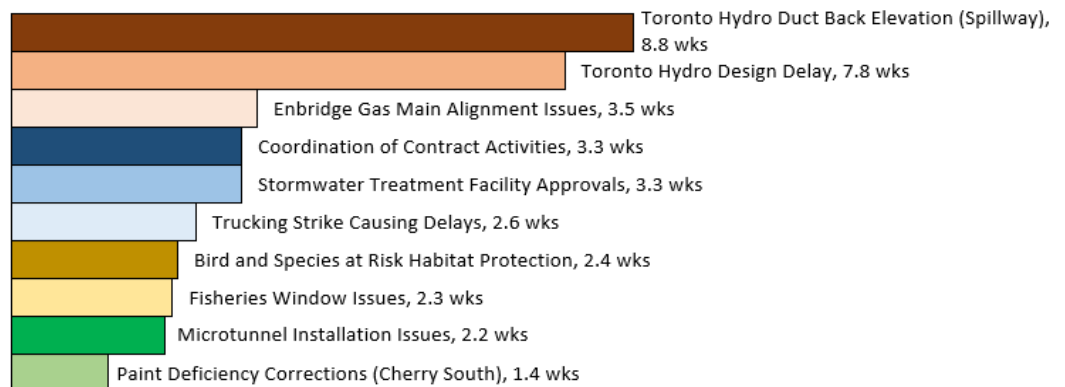 Toronto Hydro Duct Back Elevation (Spillway),
8.8 wks
Toronto Hydro Design Delay, 7.8 wks
Enbridge Gas Main Alignment Issues, 3.5 wks
Coordination of Contract Activities, 3.3 wks
Stormwater Treatment Facility Approvals, 3.3 wks
Trucking Strike Causing Delays, 2.6 wks
Bird and Species at Risk Habitat Protection, 2.4 wks
Fisheries Window Issues, 2.3 wks
Microtunnel Installation Issues, 2.2 wks
Paint Deficiency Corrections (Cherry South), 1.4 wks